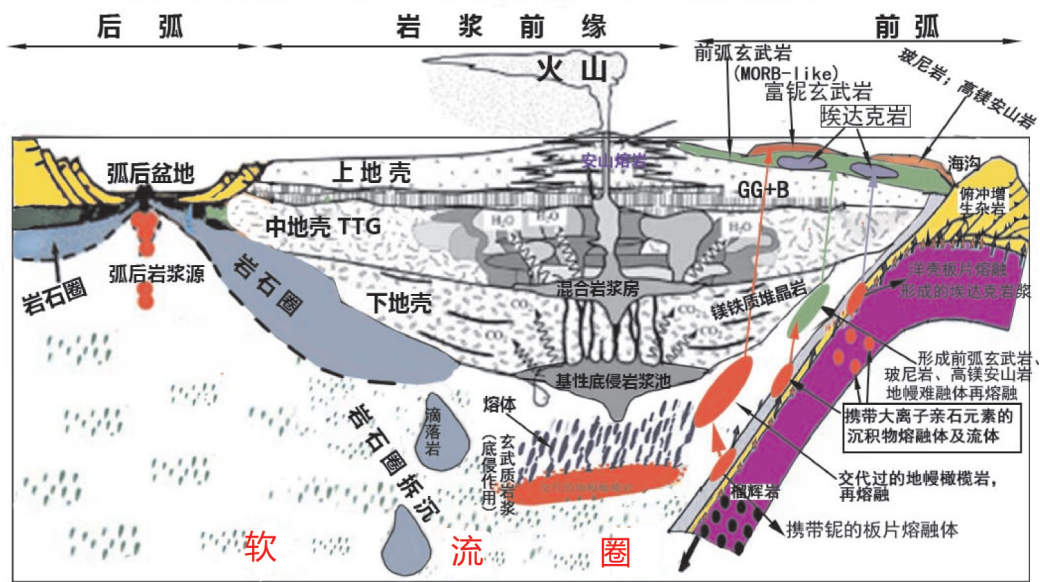 后弧
岩浆前缘
前弧
火山
前弧玄武岩
(MORB-like)
富铌玄武岩
埃达克岩
玻尼岩；高镁安山岩
弧后盆地
上地壳
安山熔岩
海沟
GG+B
俯冲增
生杂岩
中地壳 TTG
H₂O
H₂O
H₂O
岩石圈
弧后岩浆源
岩石圈
下地壳
混合岩浆房
镁铁质堆晶岩
洋壳板片熔融
形成的埃达克岩浆
CO₂
CO₂
CO₂
基性底侵岩浆池
形成前弧玄武岩、
玻尼岩、高镁安山岩
地幔难融体再熔融
携带大离子亲石元素的
沉积物熔融体及流体
滴落岩
岩石圈拆沉
熔体
玄武质岩浆
(底侵作用)
榴辉岩
交代过的地幔橄榄岩，
再熔融
携带铌的板片熔融体
软流圈